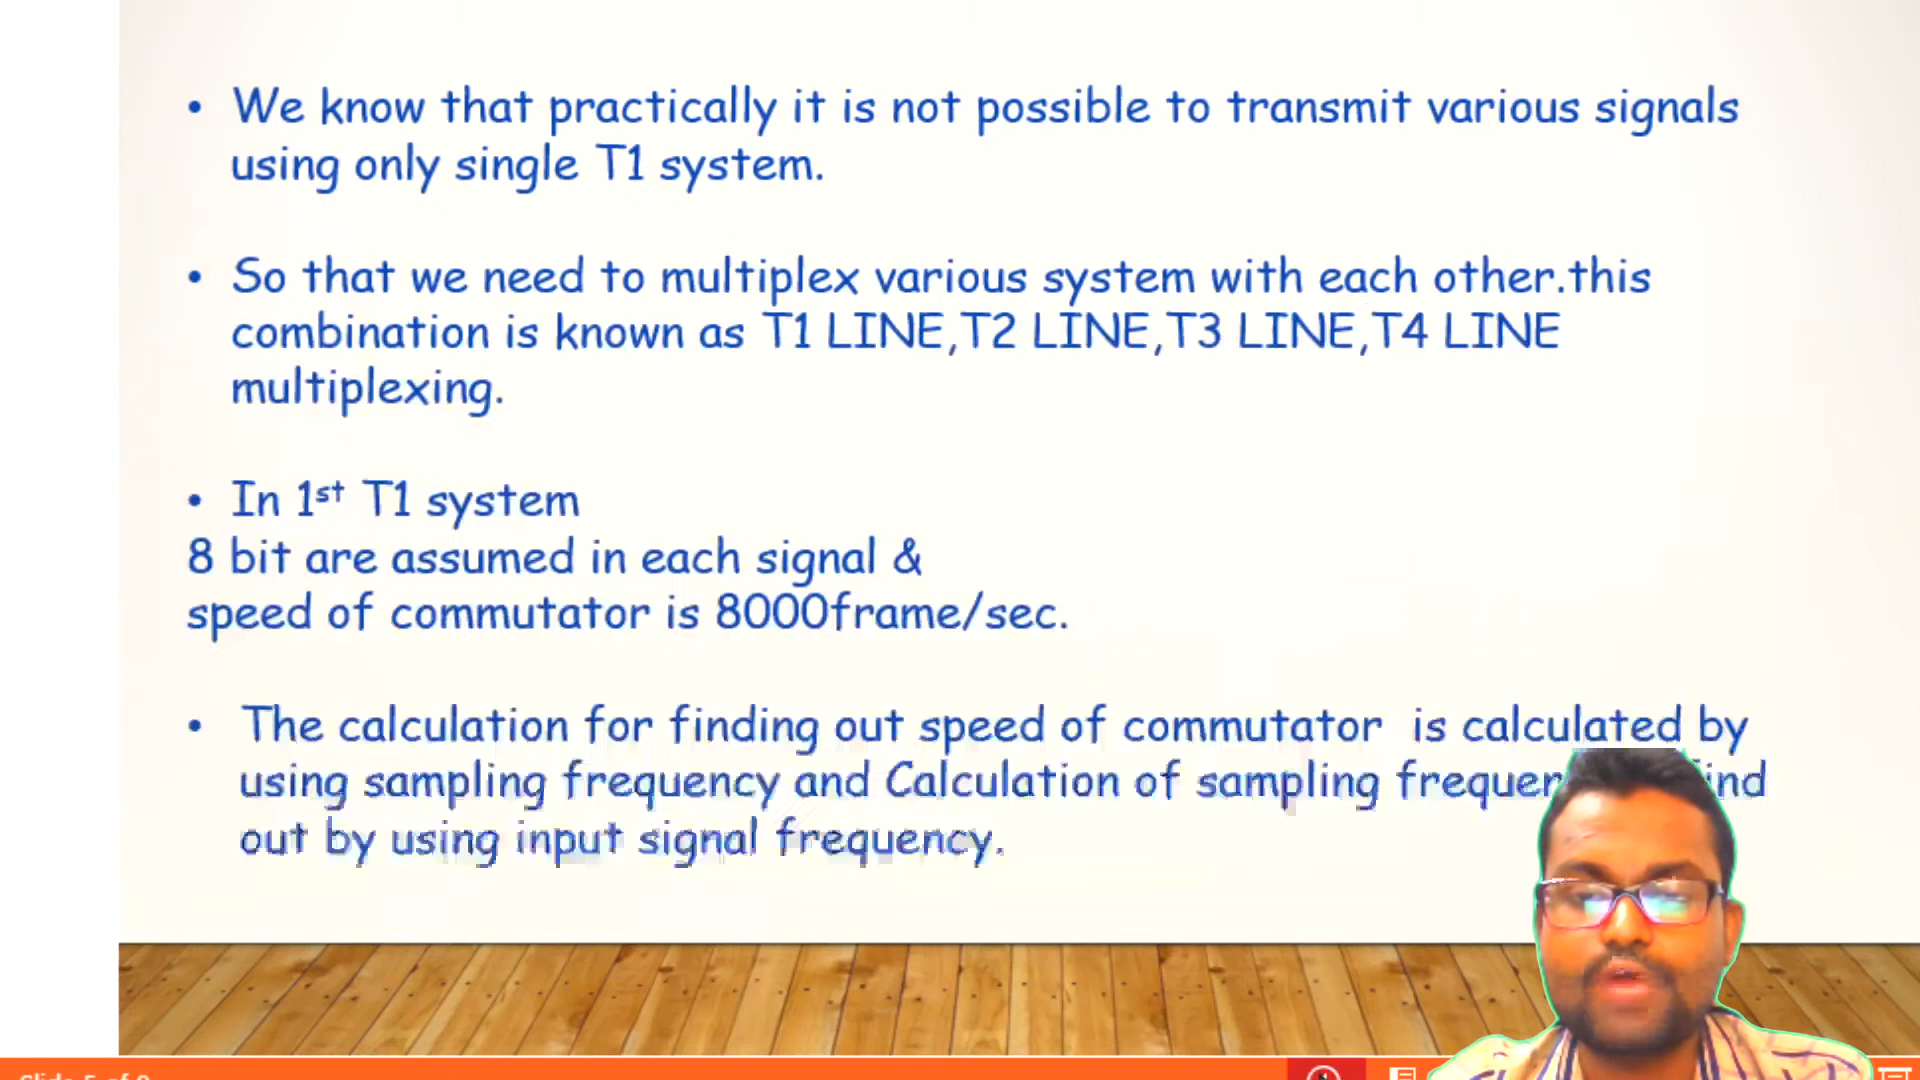 • We know that practically it is not possible to transmit various signals
using only single T1 system.
• So that we need to multiplex various system with each other.this
combination is known as T1 LINE,T2 LINE,T3 LINE,T4 LINE
multiplexing.
• In 1st T1 system
8 bit are assumed in each signal &
speed of commutator is 8000frame/sec.
• The calculation for finding out speed of commutator is calculated by
using sampling frequency and Calculation of sampling
out by using input signal frequency.